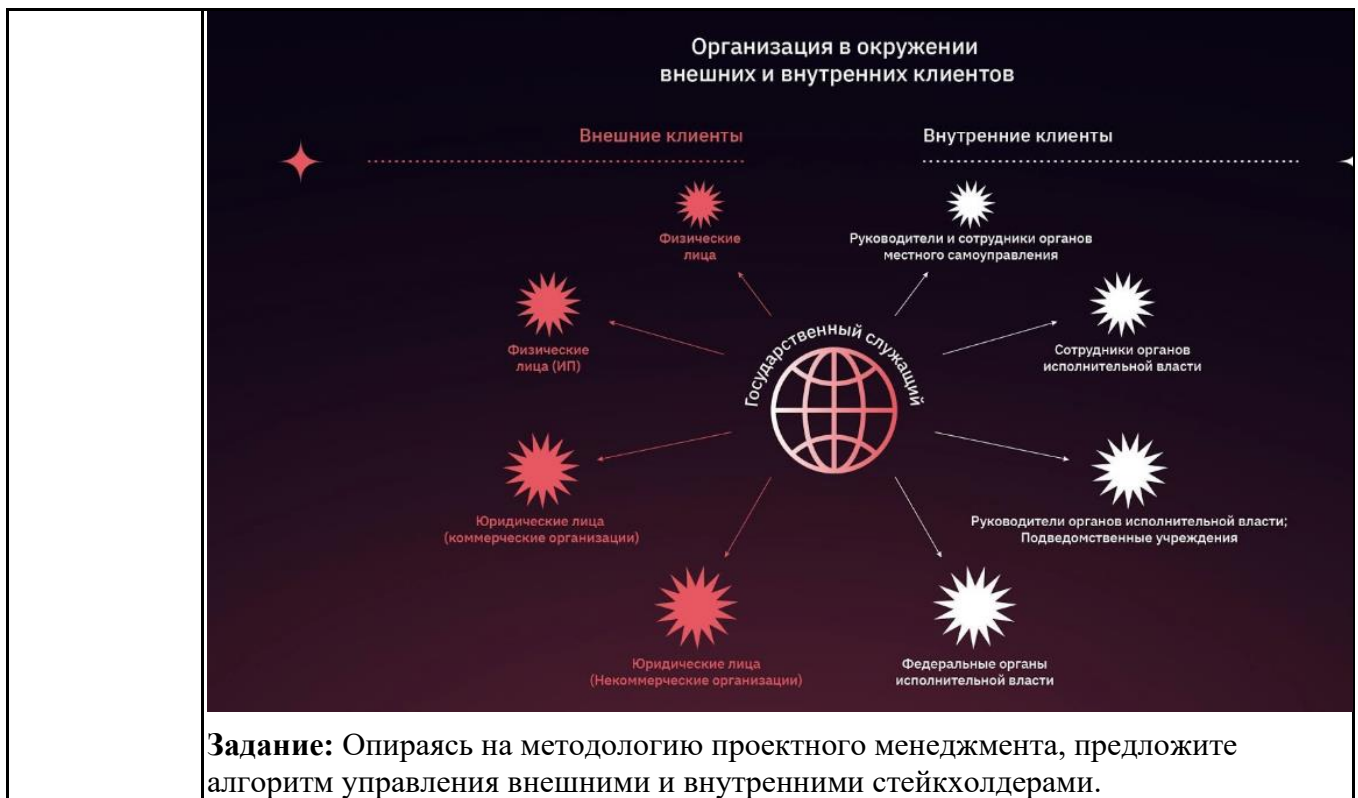 Организация в окружении
внешних и внутренних клиентов
Внешние клиенты
Внутренние клиенты
Физические
лица
Руководители и сотрудники органов
местного самоуправления
Физические
лица (ИП)
Государственный служащий
Сотрудники органов
исполнительной власти
Юридические лица
(коммерческие организации)
Руководители органов исполнительной власти;
Подведомственные учреждения
Юридические лица
(Некоммерческие организации)
Федеральные органы
исполнительной власти
Задание: Опираясь на методологию проектного менеджмента, предложите
алгоритм управления внешними и внутренними стейкхолдерами.